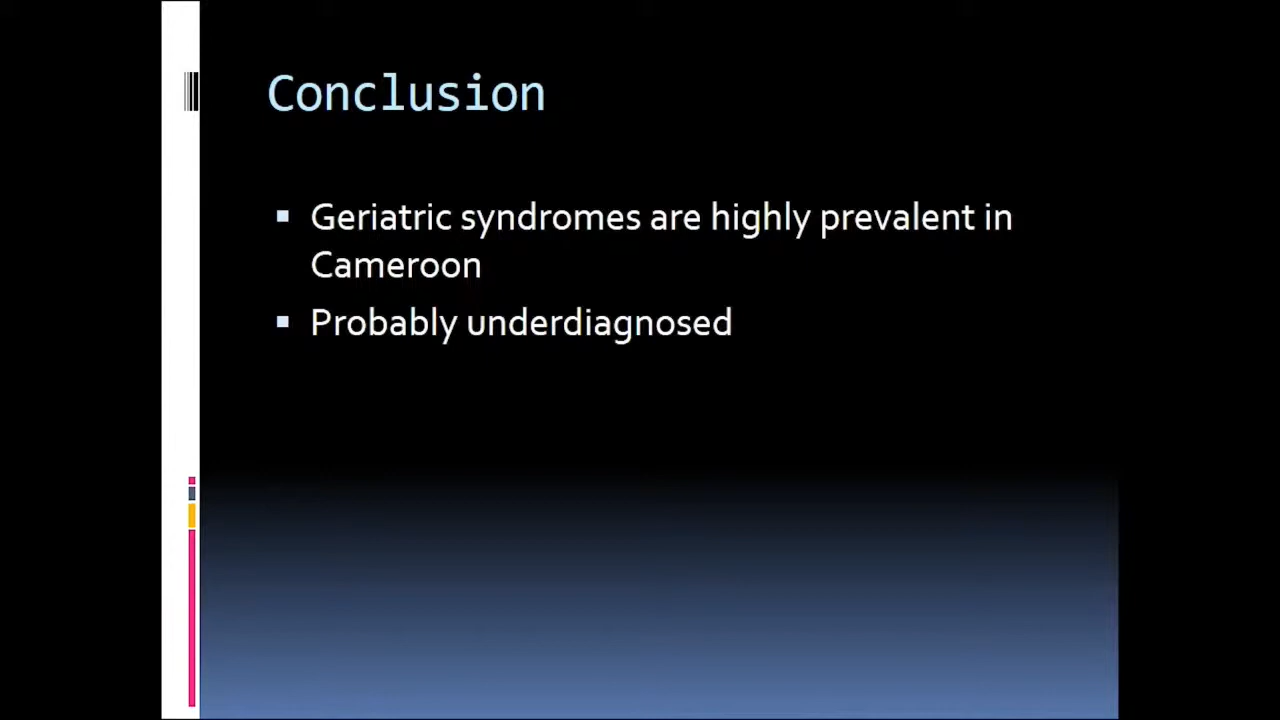 Conclusion
Geriatric syndromes are highly prevalent in
Cameroon
Probably underdiagnosed